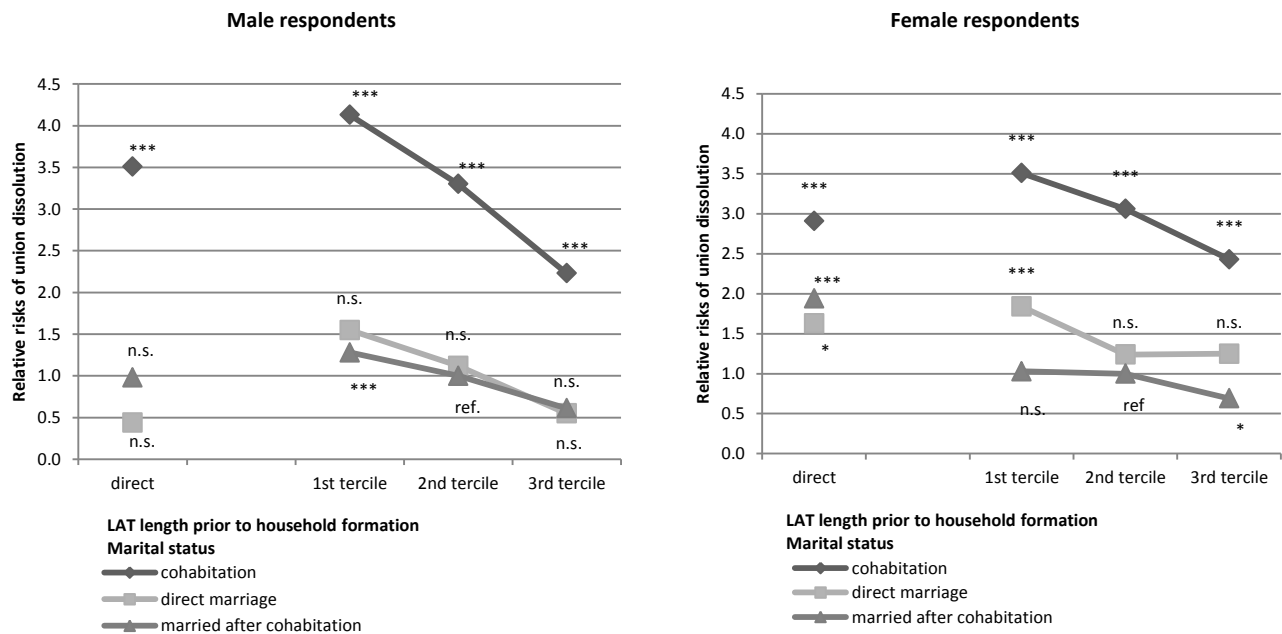 Male respondents
Relative risks of union dissolution
4.5
4.0
3.5
3.0
2.5
2.0
1.5
1.0
0.5
0.0
***
***
***
***
n.s.
n.s.
n.s.
n.s.
n.s.
***
ref.
n.s.
direct
1st tercile
2nd tercile
3rd tercile
LAT length prior to household formation
Marital status
cohabitation
direct marriage
married after cohabitation
Female respondents
Relative risks of union dissolution
4.5
4.0
3.5
3.0
2.5
2.0
1.5
1.0
0.5
0.0
***
***
***
***
***
*
***
n.s.
n.s.
n.s.
ref
*
direct
1st tercile
2nd tercile
3rd tercile
LAT length prior to household formation
Marital status
cohabitation
direct marriage
married after cohabitation